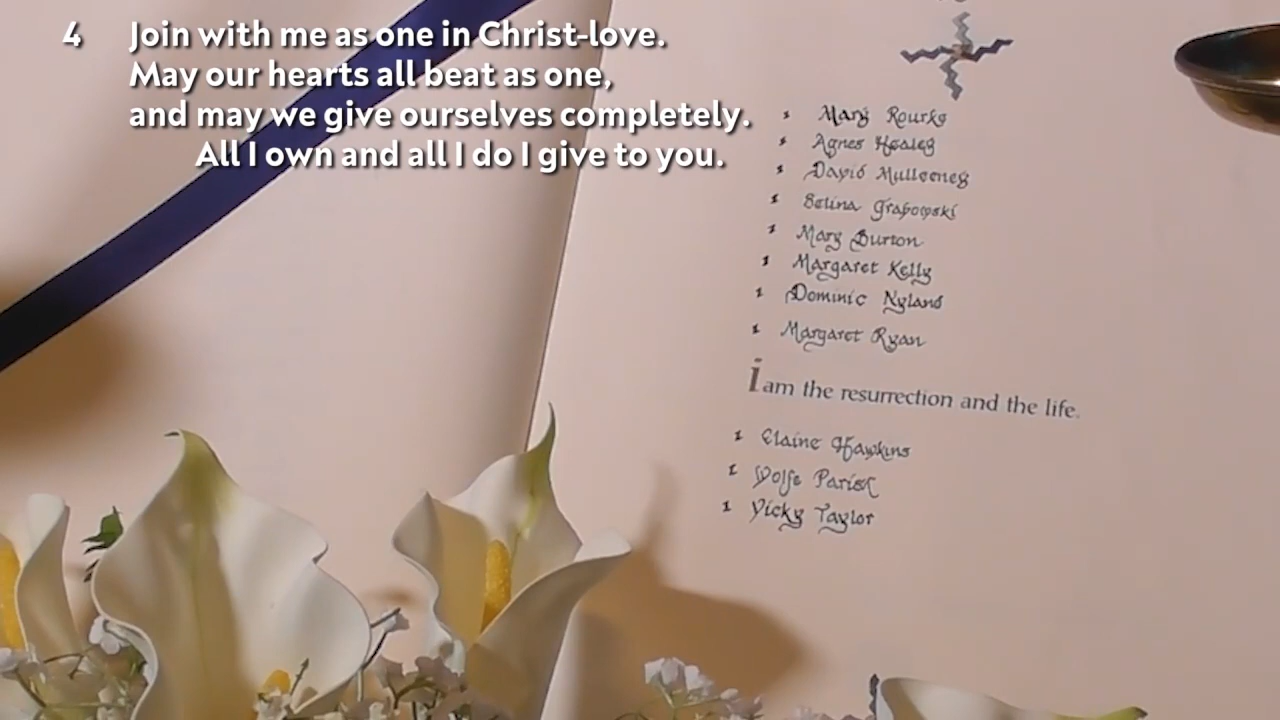 4 Join with me as one in Christ-love.
May our hearts all beat as one,
and may we give ourselves completely.
All I own and all I do I give to you.
Mary Rourke
Agnes Healey
David Mulleeney
Selina Grabowski
Mary Burton
Margaret Kelly
Dominic Nyland
Margaret Ryan
i am the resurrection and the life.
Elaine Hawkins
Wolfe Parish
Vicky Taylor